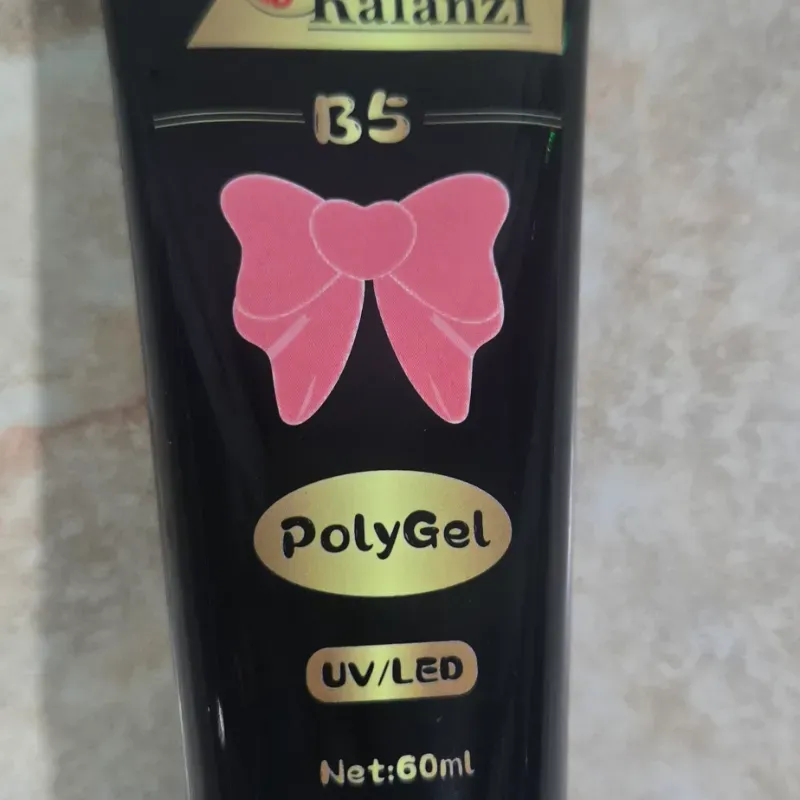 Kalanzi
B5
PolyGel
UV/LED
Net:60ml